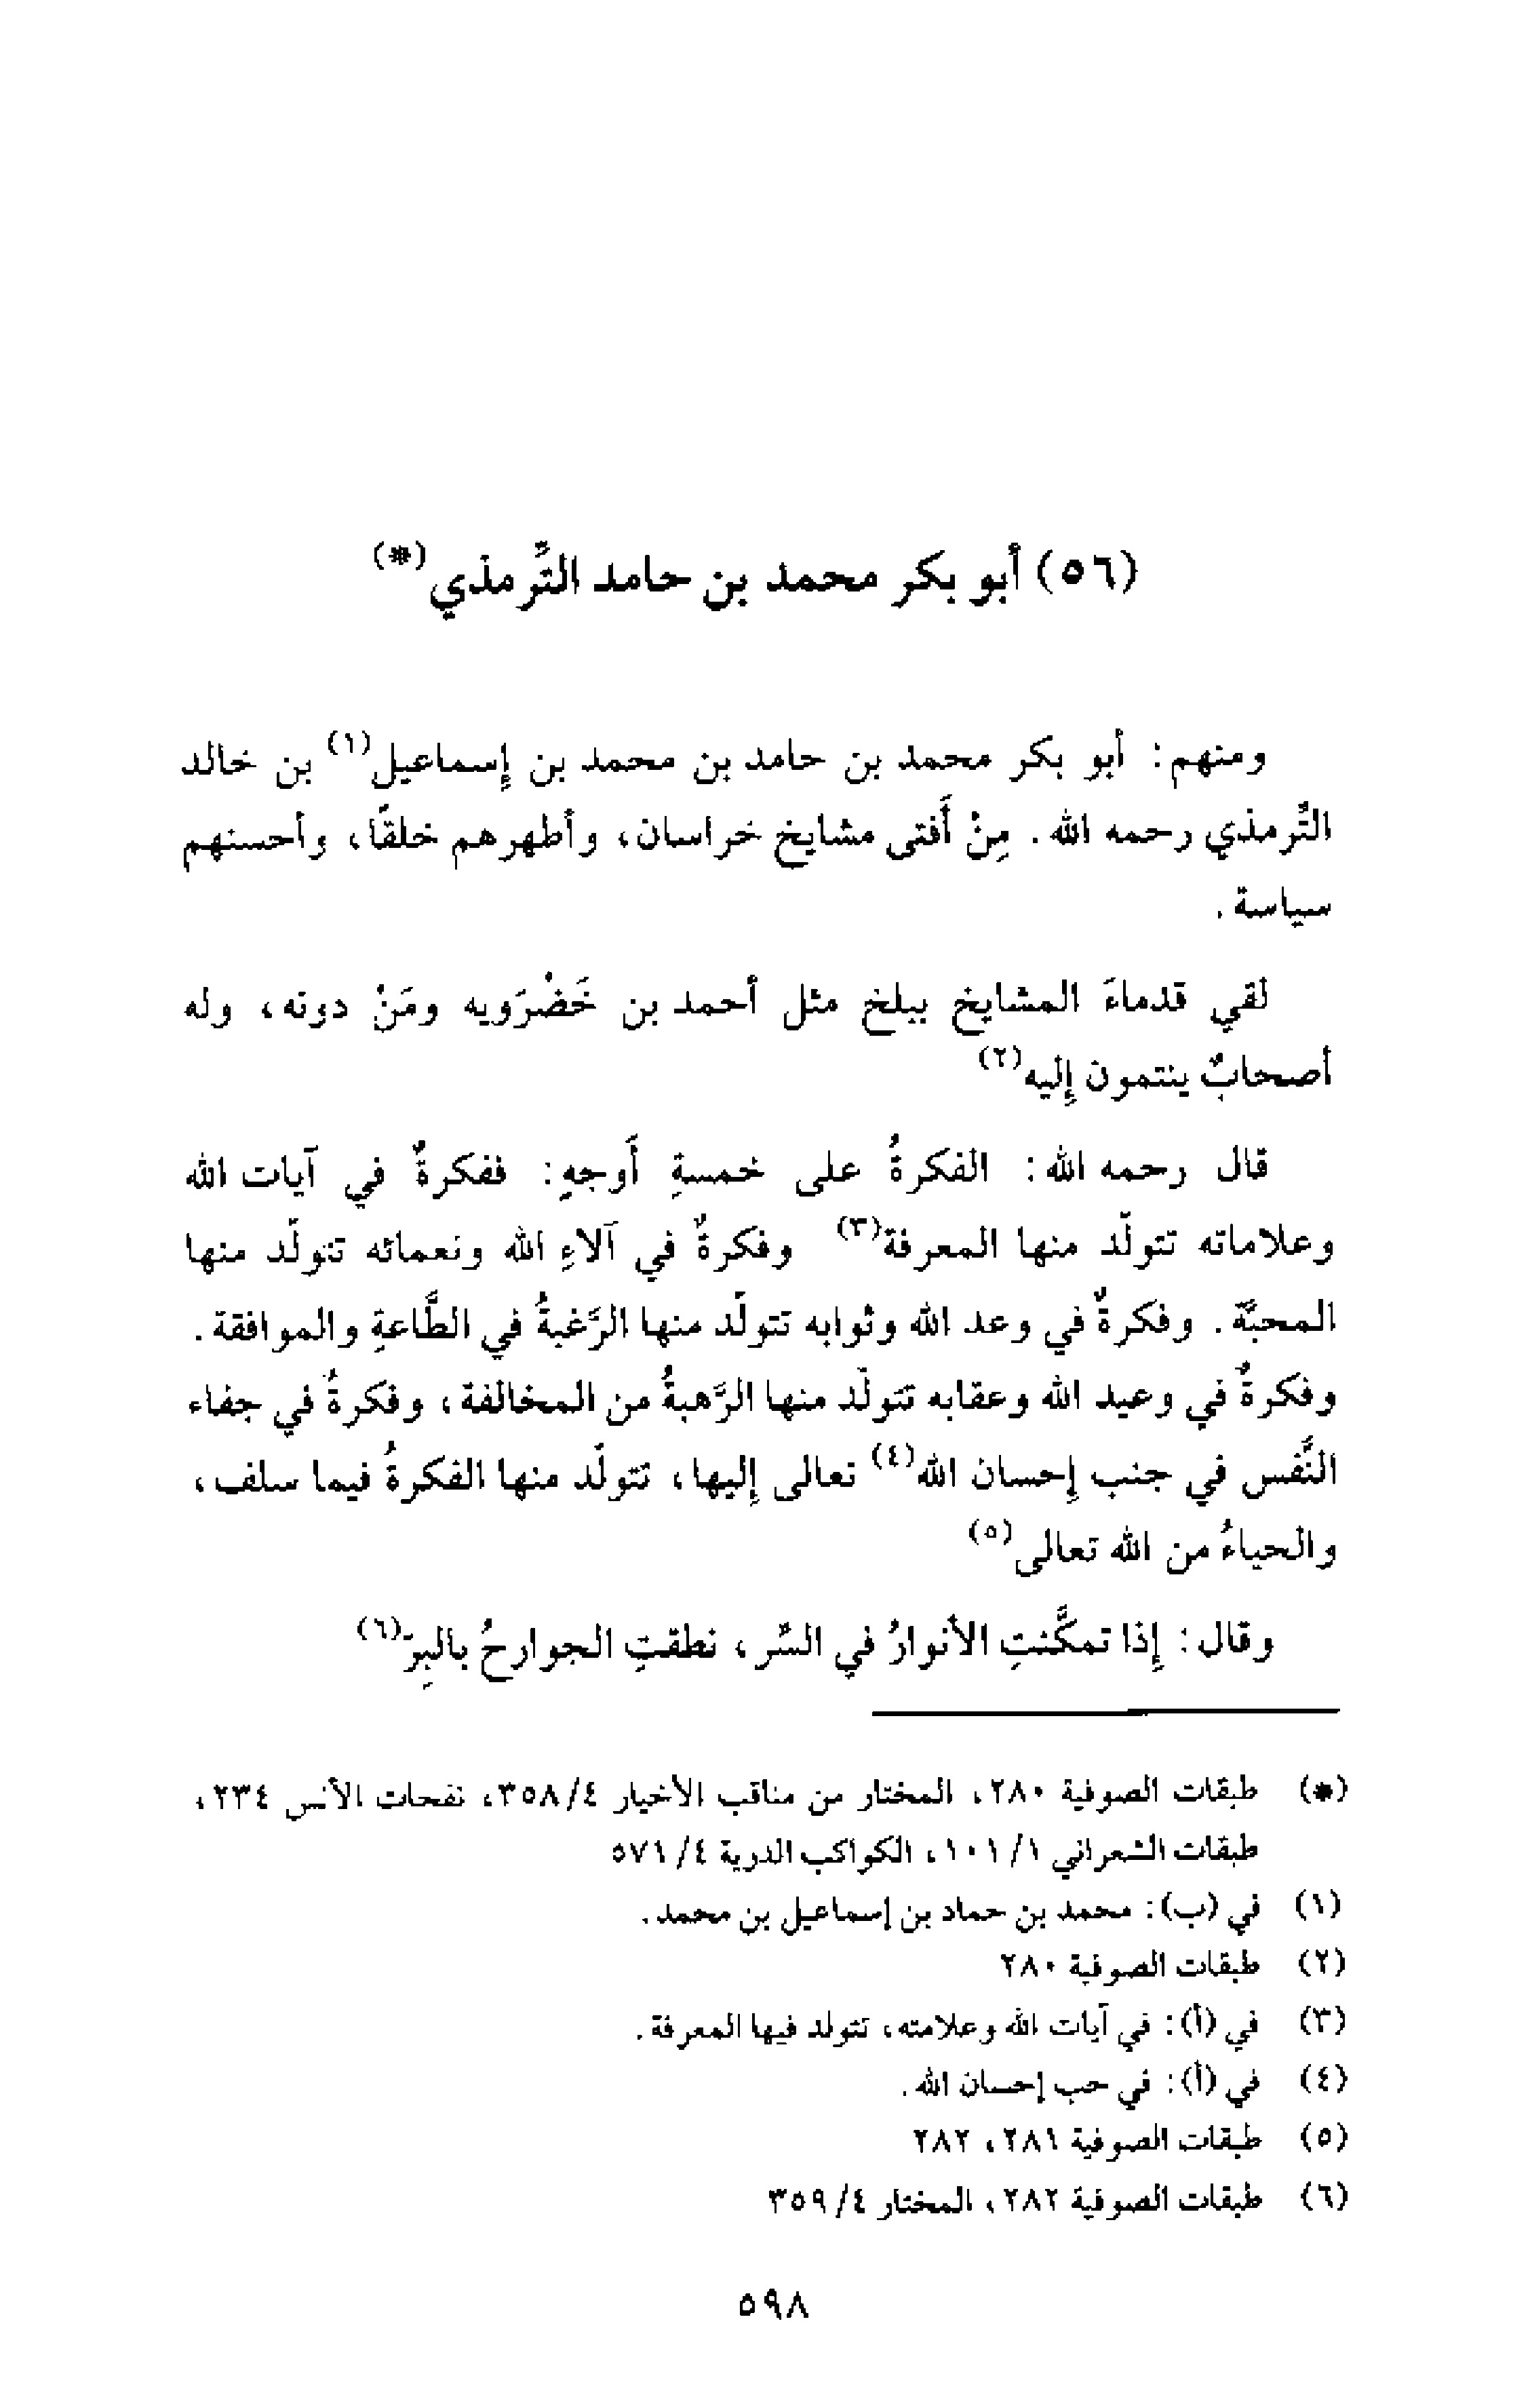 (٥٦) أبو بكر محمد بن حامد التِّرمذي(*)
ومنهم: أبو بكر محمد بن حامد بن محمد بن إسماعيل(١) بن خالد
التِّرمذي رحمه الله. مِنْ أَفتى مشايخ خراسان، وأطهرهم خلقًا، وأحسنهم
سياسة.
لقي قدماءَ المشايخ ببلخ مثل أحمد بن خَضْرَويه ومَنْ دونه، وله
أصحابٌ ينتمون إليه(٢)
قال رحمه الله: الفكرةُ على خمسةِ أَوجهٍ: ففكرةٌ في آيات الله
وعلاماته تتولَّد منها المعرفة(٣) وفكرةٌ في آلاءِ الله ونعمائه تتولَّد منها
المحبَّة. وفكرةٌ في وعد الله وثوابه تتولَّد منها الرَّغبةُ في الطَّاعةِ والموافقة.
وفكرةٌ في وعيد الله وعقابه تتولَّد منها الرَّهبةُ من المخالفة، وفكرةُ في جفاء
النَّفس في جنب إحسان الله(٤) تعالى إليها، تتولَّد منها الفكرةُ فيما سلف،
والحياءُ من الله تعالى(٥)
وقال: إذا تمكَّنتِ الأنوارُ في السِّر، نطقتِ الجوارحُ بالبِرّ(٦)
(*) طبقات الصوفية ٢٨٠، المختار من مناقب الأخيار ٣٥٨/٤، نفحات الأنس ٢٣٤،
طبقات الشعراني ١٠١/١، الكواكب الدرية ٥٧١/٤
(١) في (ب): محمد بن حماد بن إسماعيل بن محمد.
(٢) طبقات الصوفية ٢٨٠
(٣) في (أ): في آيات الله وعلامته، تتولد فيها المعرفة.
(٤) في (أ): في حب إحسان الله.
(٥) طبقات الصوفية ٢٨١، ٢٨٢
(٦) طبقات الصوفية ٢٨٢، المختار ٣٥٩/٤
٥٩٨